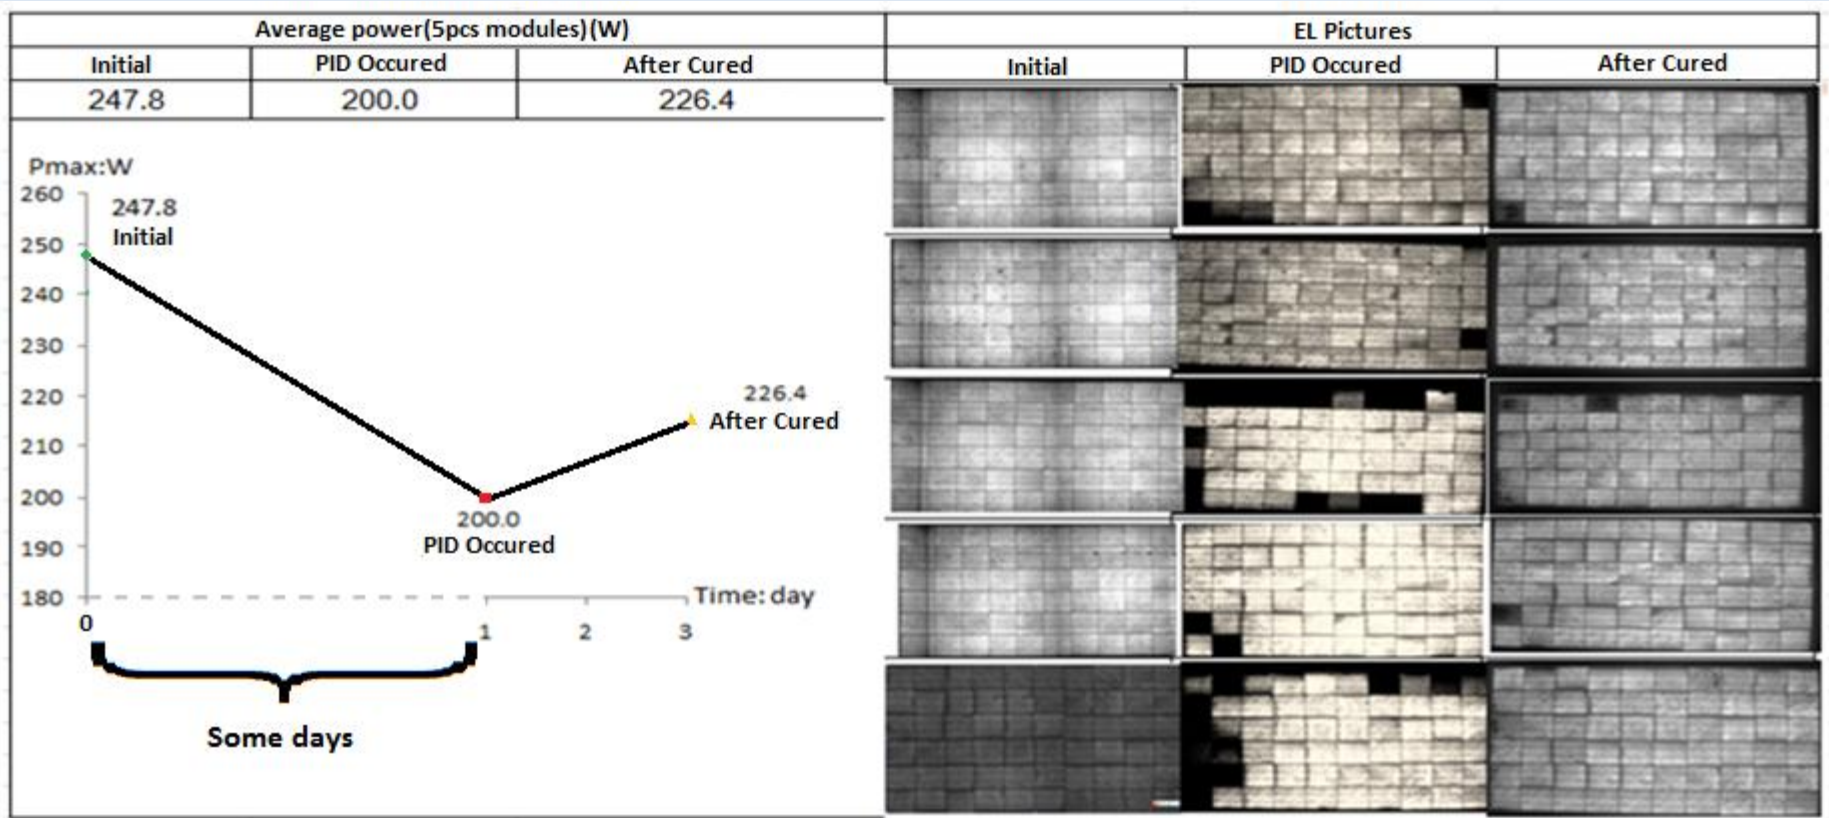 Average power(5pcs modules)(W)
EL Pictures
Initial
PID Occured
After Cured
Initial
PID Occured
After Cured
247.8
200.0
226.4
Pmax:W
260
250
240
230
220
210
200
190
180
247.8
Initial
226.4
After Cured
200.0
PID Occured
Time: day
0
1
2
3
Some days